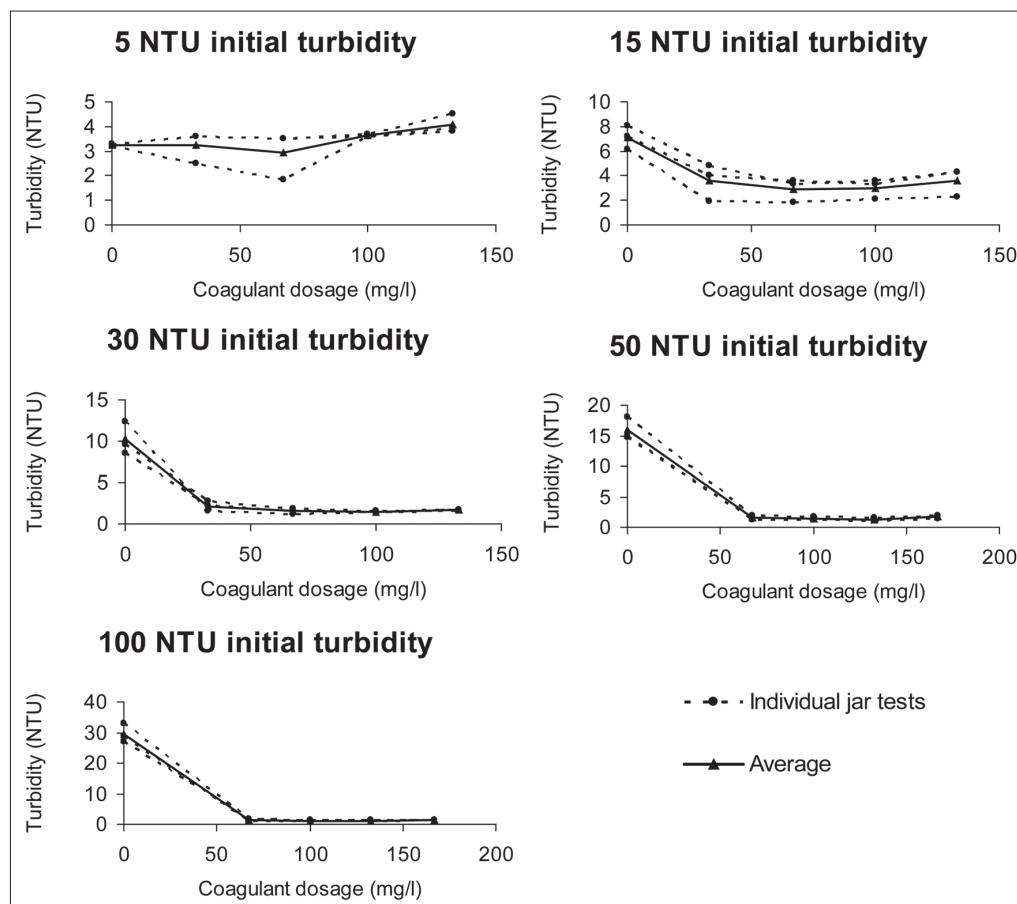 5 NTU initial turbidity
Turbidity (NTU)
5
4
3
2
1
0
0 50 100 150
Coagulant dosage (mg/l)
15 NTU initial turbidity
Turbidity (NTU)
10
8
6
4
2
0
0 50 100 150
Coagulant dosage (mg/l)
30 NTU initial turbidity
Turbidity (NTU)
15
10
5
0
0 50 100 150
Coagulant dosage (mg/l)
50 NTU initial turbidity
Turbidity (NTU)
20
15
10
5
0
0 50 100 150 200
Coagulant dosage (mg/l)
100 NTU initial turbidity
Turbidity (NTU)
40
30
20
10
0
0 50 100 150 200
Coagulant dosage (mg/l)
Individual jar tests
Average